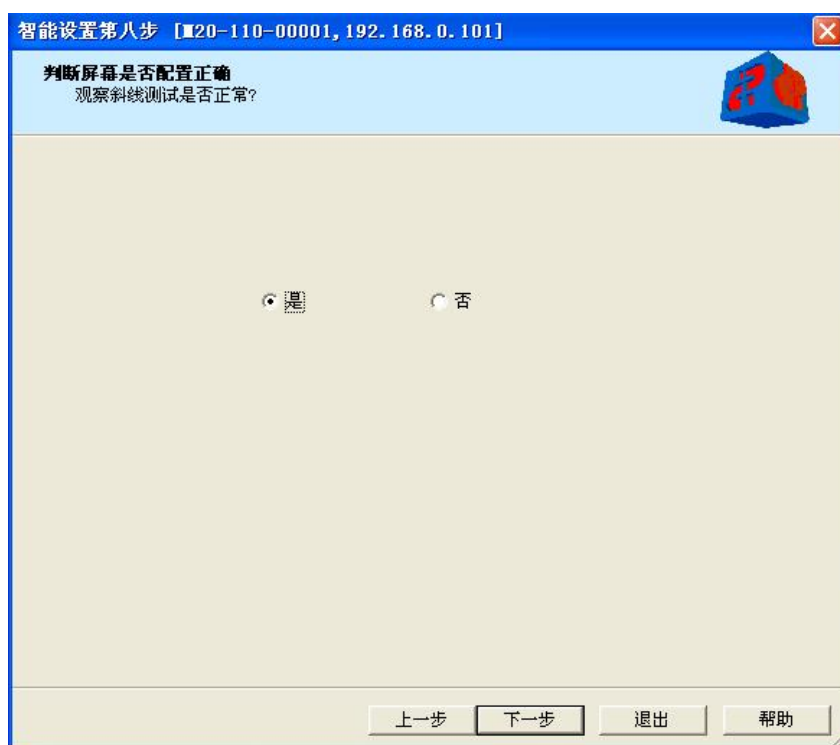 智能设置第八步 [M20-110-00001,192.168.0.101]
判断屏幕是否配置正确
观察斜线测试是否正常?
是
否
上一步
下一步
退出
帮助